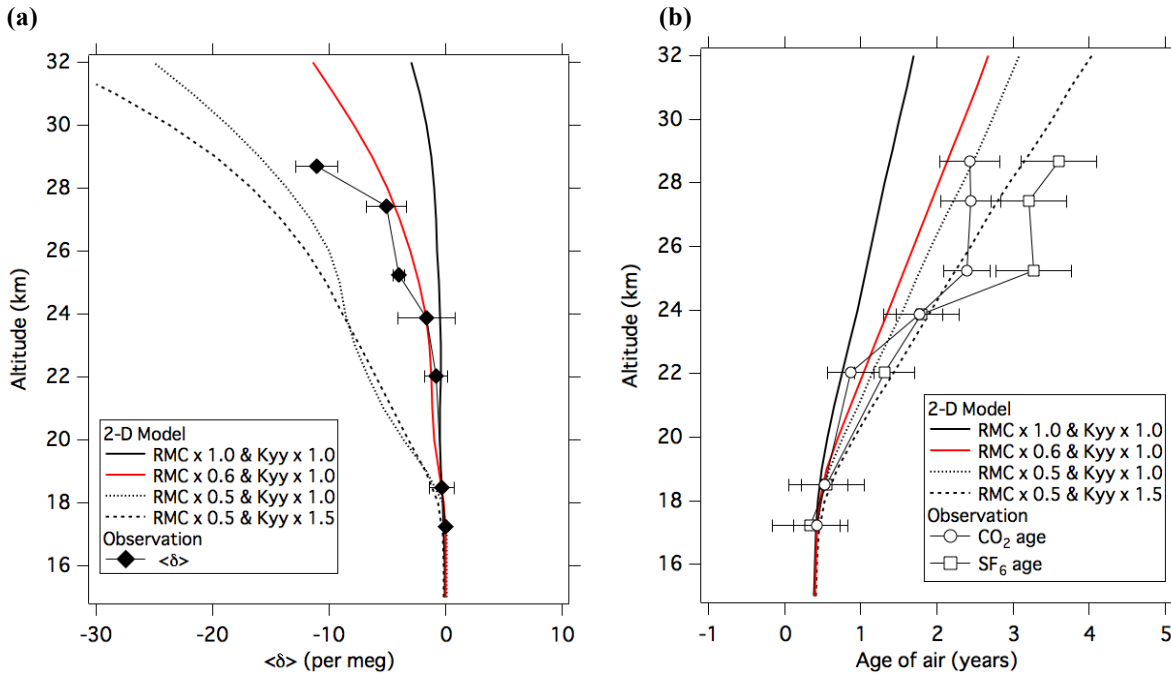 (a)
(b)
32
30
28
26
24
22
20
18
16
Altitude (km)
2-D Model
RMC x 1.0 & Kyy x 1.0
RMC x 0.6 & Kyy x 1.0
RMC x 0.5 & Kyy x 1.0
RMC x 0.5 & Kyy x 1.5
Observation
<δ>
-30
-20
-10
0
10
<δ> (per meg)
32
30
28
26
24
22
20
18
16
Altitude (km)
2-D Model
RMC x 1.0 & Kyy x 1.0
RMC x 0.6 & Kyy x 1.0
RMC x 0.5 & Kyy x 1.0
RMC x 0.5 & Kyy x 1.5
Observation
CO₂ age
SF₆ age
-1
0
1
2
3
4
5
Age of air (years)